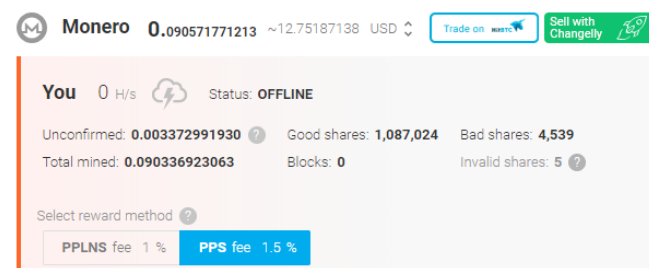 Monero 0.090571771213 ~12.75187138 USD Trade on Sell with Changelly
You 0 H/s Status: OFFLINE
Unconfirmed: 0.003372991930 ? Good shares: 1,087,024 Bad shares: 4,539
Total mined: 0.090336923063 Blocks: 0 Invalid shares: 5 ?
Select reward method ?
PPLNS fee 1 % PPS fee 1.5 %